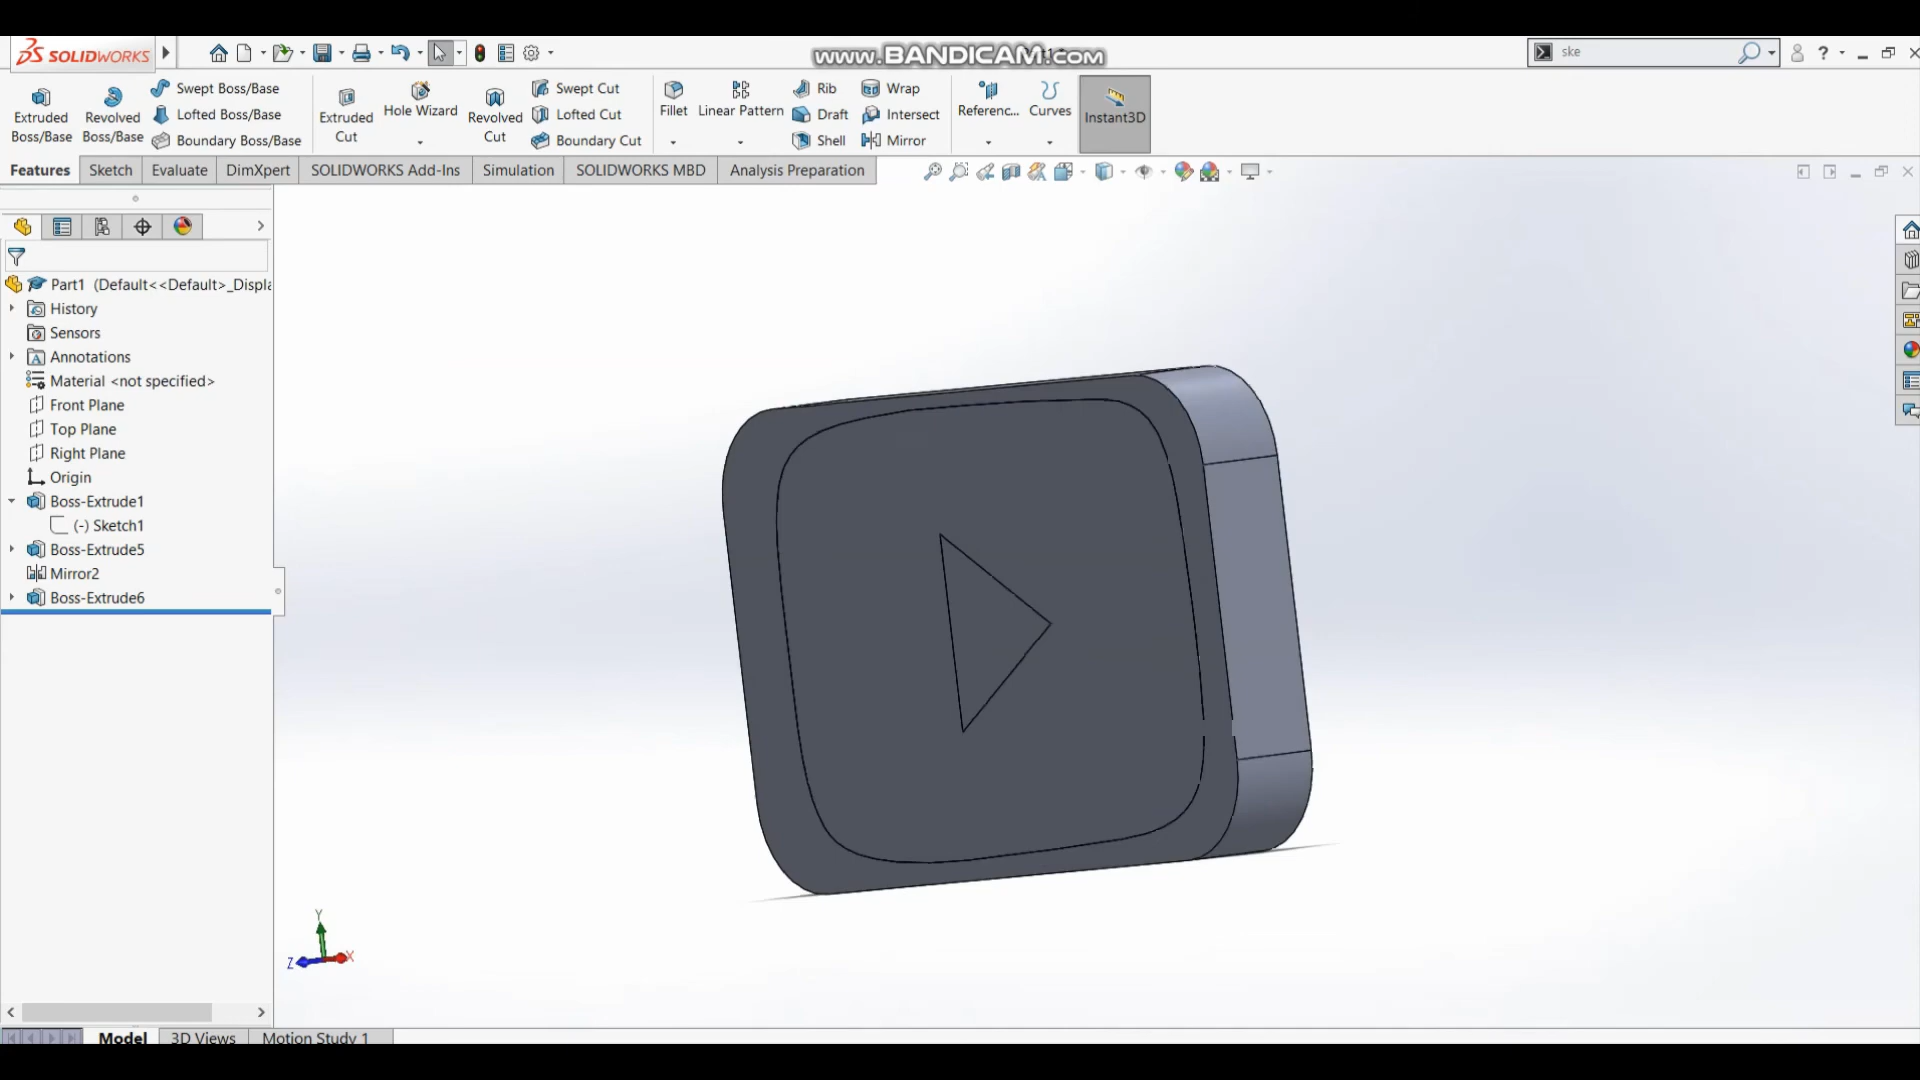 SOLIDWORKS
www.BANDICAM.com
ske
Extruded Boss/Base
Revolved Boss/Base
Swept Boss/Base
Lofted Boss/Base
Boundary Boss/Base
Extruded Cut
Hole Wizard
Revolved Cut
Swept Cut
Lofted Cut
Boundary Cut
Fillet
Linear Pattern
Rib
Draft
Shell
Wrap
Intersect
Mirror
Referenc...
Curves
Instant3D
Features
Sketch
Evaluate
DimXpert
SOLIDWORKS Add-Ins
Simulation
SOLIDWORKS MBD
Analysis Preparation
Part1 (Default<<Default>_Displa
History
Sensors
Annotations
Material <not specified>
Front Plane
Top Plane
Right Plane
Origin
Boss-Extrude1
(-) Sketch1
Boss-Extrude5
Mirror2
Boss-Extrude6
Y
Z
X
Model
3D Views
Motion Study 1